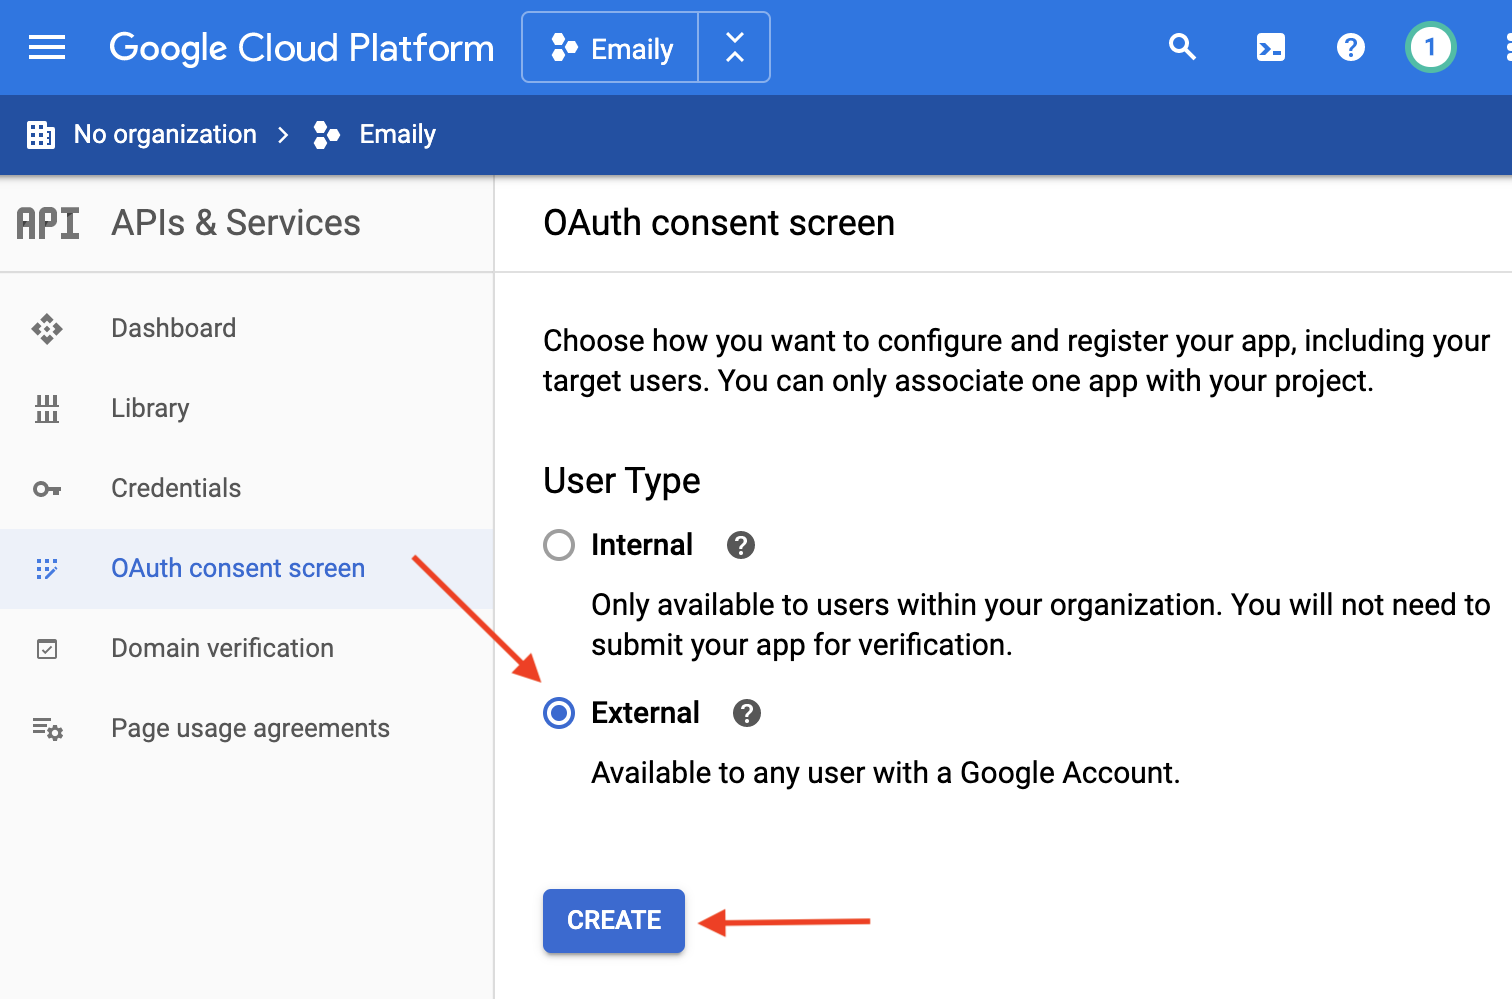 Google Cloud Platform
Emaily
1
No organization
Emaily
API
APIs & Services
Dashboard
Library
Credentials
OAuth consent screen
Domain verification
Page usage agreements
OAuth consent screen
Choose how you want to configure and register your app, including your
target users. You can only associate one app with your project.
User Type
Internal
Only available to users within your organization. You will not need to
submit your app for verification.
External
Available to any user with a Google Account.
CREATE